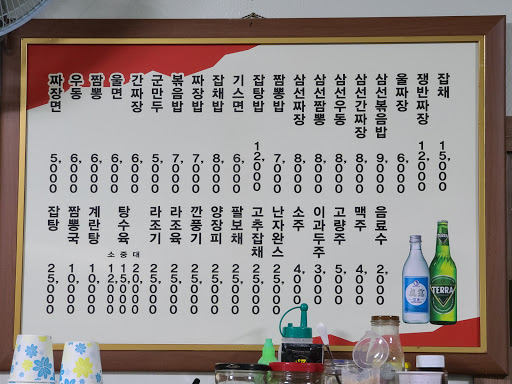 짜장면 5,000
우동 6,000
짬뽕 6,000
울면 6,000
간짜장 6,000
군만두 5,000
볶음밥 7,000
짜장밥 7,000
잡채밥 8,000
기스면 6,000
잡탕밥 12,000
짬뽕밥 7,000
삼선짜장 8,000
삼선짬뽕 8,000
삼선우동 8,000
삼선간짜장 8,000
삼선볶음밥 9,000
울짜장 6,000
쟁반짜장 12,000
잡채 15,000
잡탕 25,000
짬뽕국 10,000
계란탕 10,000
탕수육
소 12,000
중 15,000
대 20,000
라조기 25,000
라조육 25,000
깐풍기 25,000
양장피 25,000
팔보채 25,000
고추잡채 25,000
난자완스 25,000
소주 4,000
이과두주 3,000
고량주 5,000
맥주 4,000
음료수 2,000
TERRA